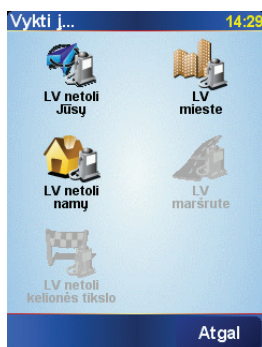 Vykti į... 14:29
LV netoli
Jūsų
LV
mieste
LV netoli
namų
LV
maršrute
LV netoli
kelionės tikslo
Atgal